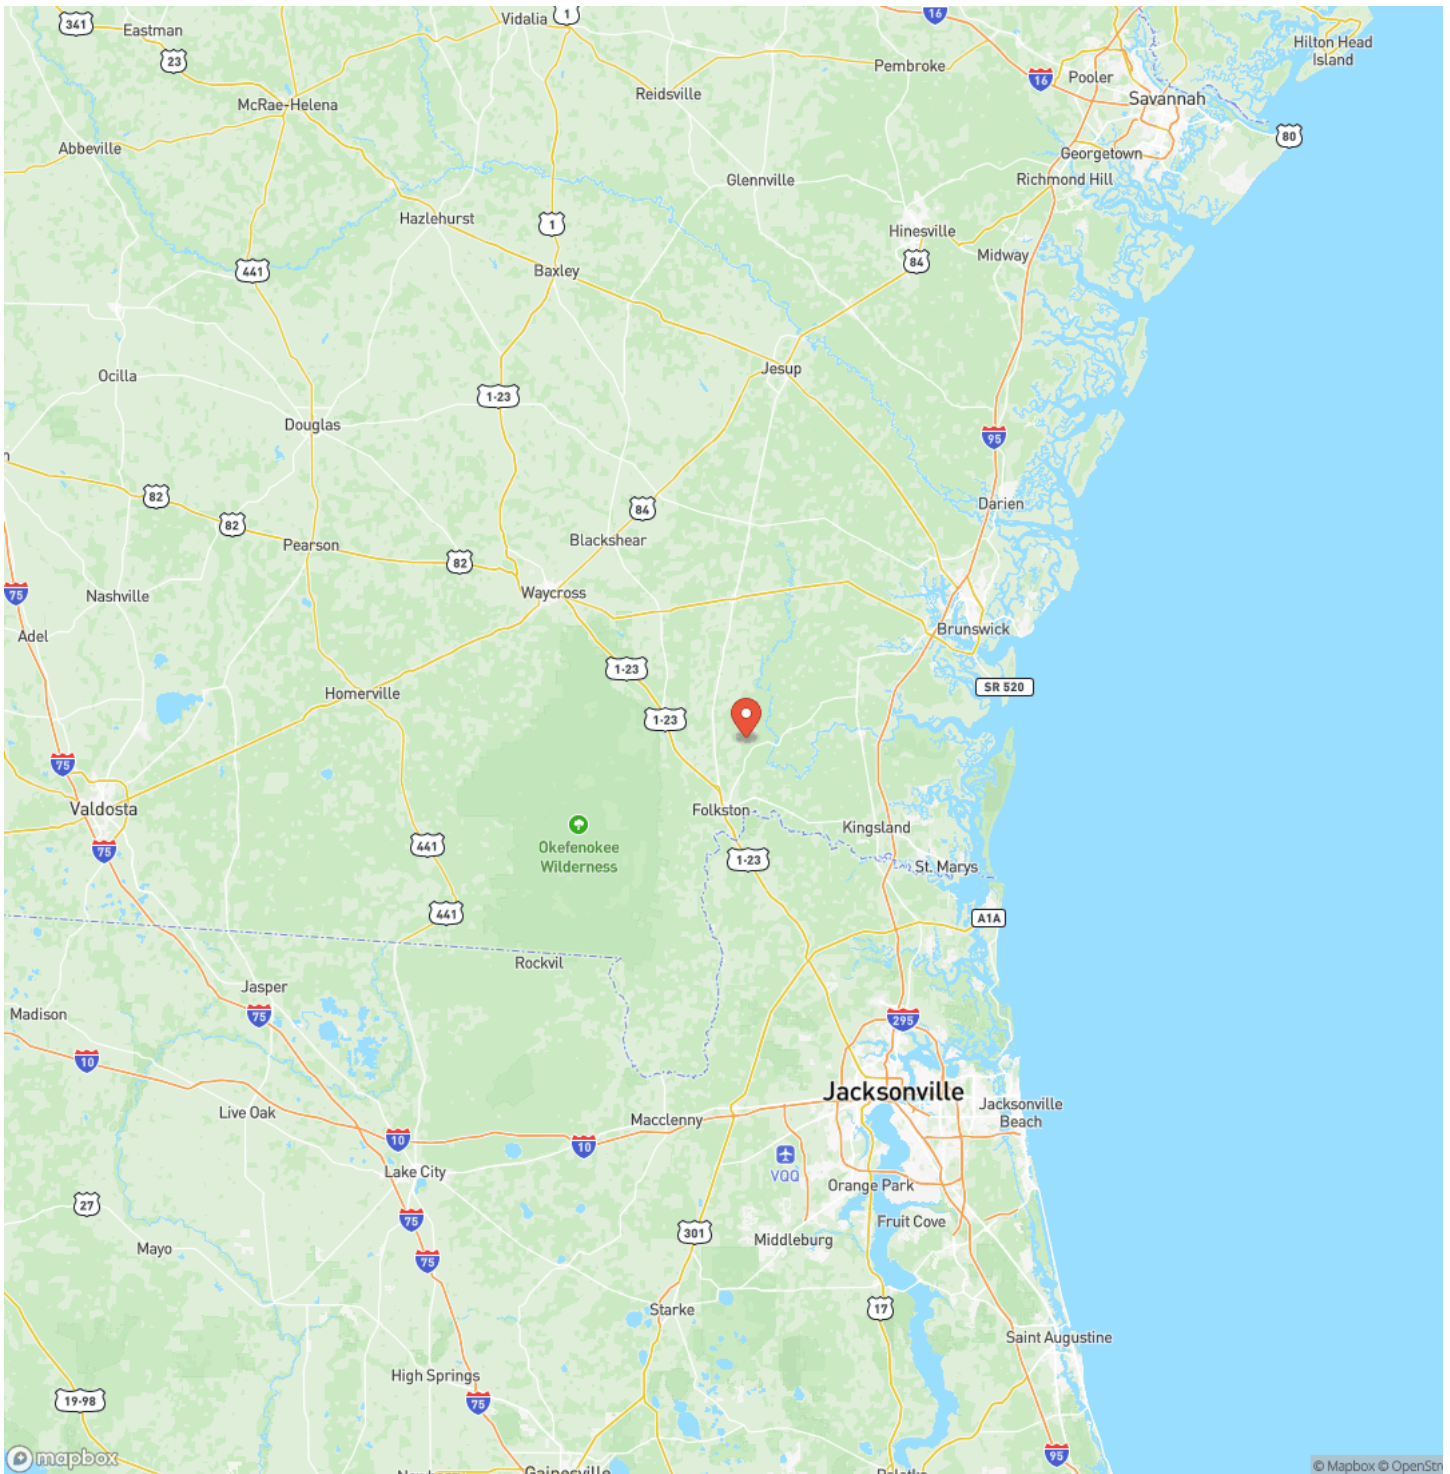 341
Eastman
23
1
Vidalia
16
Hilton Head
Island
McRae-Helena
Reidsville
Pembroke
16
Pooler
Savannah
80
Abbeville
Georgetown
Glennville
Richmond Hill
Hazlehurst
1
Hinesville
84
Midway
441
Baxley
Ocilla
1-23
Jesup
Douglas
95
82
82
84
Darien
Pearson
82
Blackshear
75
Nashville
Waycross
Adel
Brunswick
1-23
SR 520
Homerville
1-23
75
Valdosta
Folkston
Kingsland
75
441
Okefenokee
Wilderness
1-23
St. Marys
441
A1A
Rockvil
Jasper
Madison
75
295
10
Jacksonville
Live Oak
Macclenny
Jacksonville
Beach
10
10
Lake City
VQQ
Orange Park
27
75
Fruit Cove
Mayo
75
301
Middleburg
Starke
17
Saint Augustine
High Springs
19-98
75
95
mapbox
Gainesville
© Mapbox © OpenStr